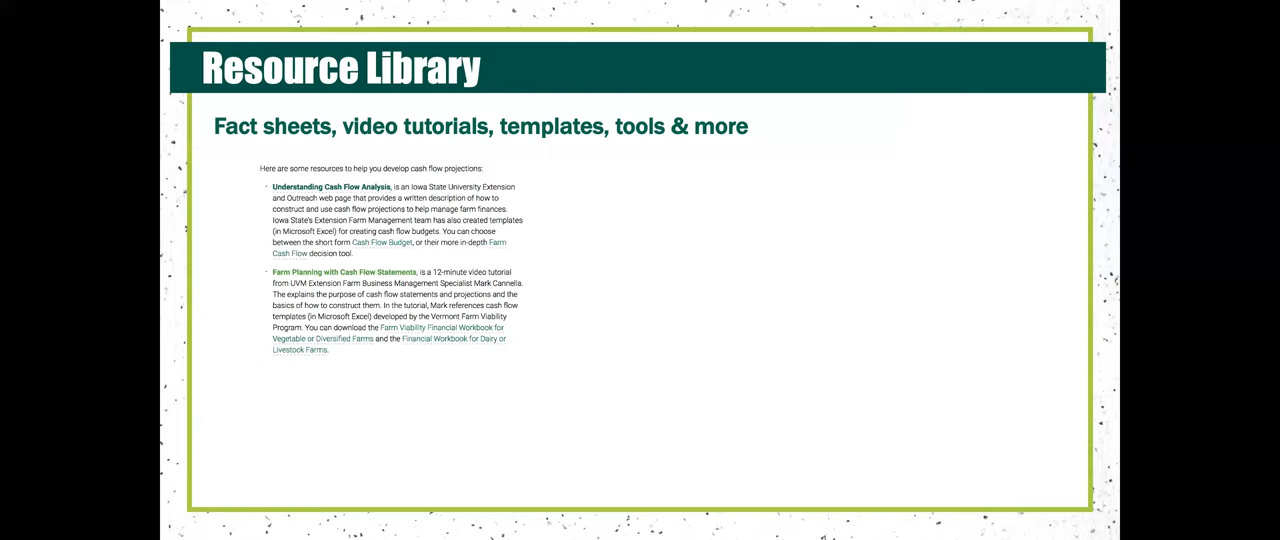 Resource Library
Fact sheets, video tutorials, templates, tools & more
Here are some resources to help you develop cash flow projections:
Understanding Cash Flow Analysis, is an Iowa State University Extension
and Outreach web page that provides a written description of how to
construct and use cash flow projections to help manage farm finances.
Iowa State's Extension Farm Management team has also created templates
(in Microsoft Excel) for creating cash flow budgets. You can choose
between the short form Cash Flow Budget, or their more in-depth Farm
Cash Flow decision tool.
Farm Planning with Cash Flow Statements, is a 12-minute video tutorial
from UVM Extension Farm Business Management Specialist Mark Cannella.
The explains the purpose of cash flow statements and projections and the
basics of how to construct them. In the tutorial, Mark references cash flow
templates (in Microsoft Excel) developed by the Vermont Farm Viability
Program. You can download the Farm Viability Financial Workbook for
Vegetable or Diversified Farms and the Financial Workbook for Dairy or
Livestock Farms.